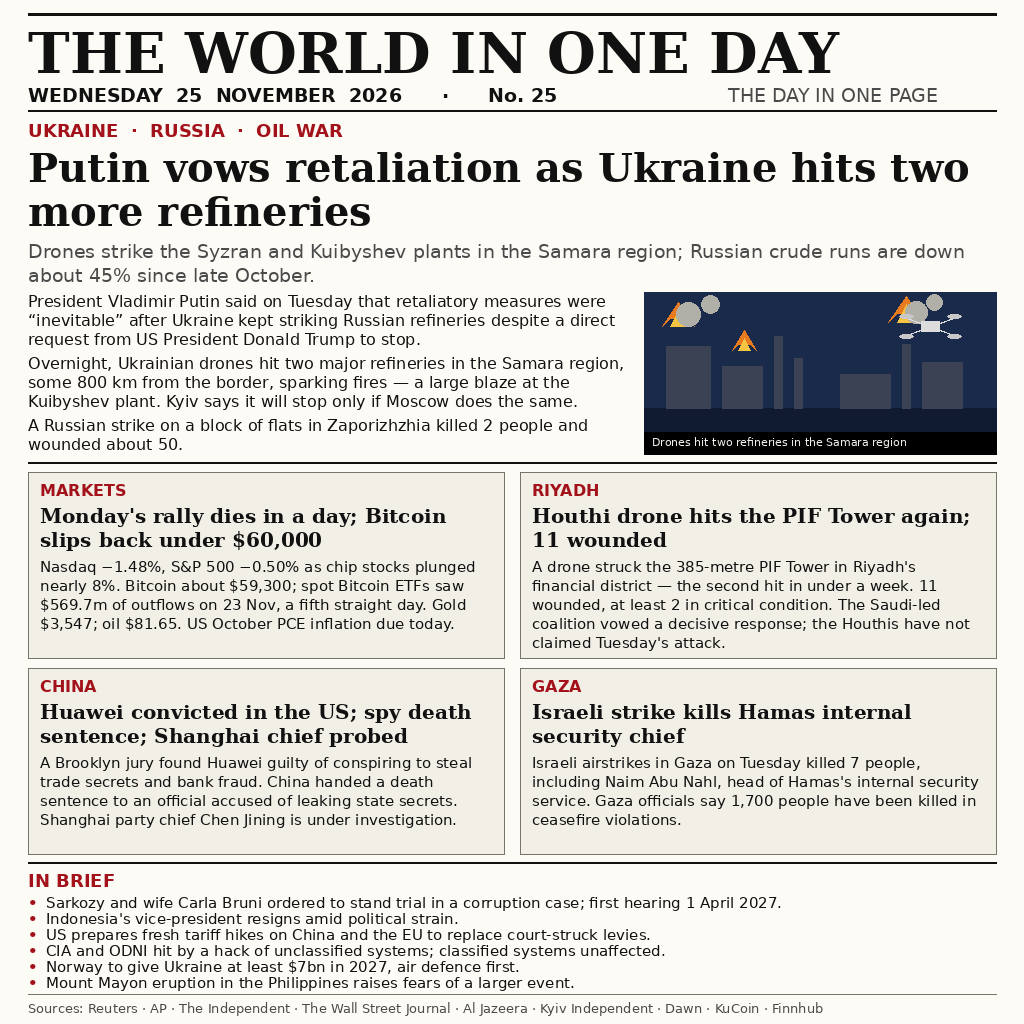 THE WORLD IN ONE DAY
WEDNESDAY 25 NOVEMBER 2026 · No. 25 THE DAY IN ONE PAGE
UKRAINE · RUSSIA · OIL WAR
Putin vows retaliation as Ukraine hits two
more refineries
Drones strike the Syzran and Kuibyshev plants in the Samara region; Russian crude runs are down
about 45% since late October.
President Vladimir Putin said on Tuesday that retaliatory measures were
“inevitable” after Ukraine kept striking Russian refineries despite a direct
request from US President Donald Trump to stop.
Overnight, Ukrainian drones hit two major refineries in the Samara region,
some 800 km from the border, sparking fires — a large blaze at the
Kuibyshev plant. Kyiv says it will stop only if Moscow does the same.
A Russian strike on a block of flats in Zaporizhzhia killed 2 people and
wounded about 50.
Drones hit two refineries in the Samara region
MARKETS
Monday's rally dies in a day; Bitcoin
slips back under $60,000
Nasdaq −1.48%, S&P 500 −0.50% as chip stocks plunged
nearly 8%. Bitcoin about $59,300; spot Bitcoin ETFs saw
$569.7m of outflows on 23 Nov, a fifth straight day. Gold
$3,547; oil $81.65. US October PCE inflation due today.
RIYADH
Houthi drone hits the PIF Tower again;
11 wounded
A drone struck the 385-metre PIF Tower in Riyadh's
financial district — the second hit in under a week. 11
wounded, at least 2 in critical condition. The Saudi-led
coalition vowed a decisive response; the Houthis have not
claimed Tuesday's attack.
CHINA
Huawei convicted in the US; spy death
sentence; Shanghai chief probed
A Brooklyn jury found Huawei guilty of conspiring to steal
trade secrets and bank fraud. China handed a death
sentence to an official accused of leaking state secrets.
Shanghai party chief Chen Jining is under investigation.
GAZA
Israeli strike kills Hamas internal
security chief
Israeli airstrikes in Gaza on Tuesday killed 7 people,
including Naim Abu Nahl, head of Hamas's internal security
service. Gaza officials say 1,700 people have been killed in
ceasefire violations.
IN BRIEF
• Sarkozy and wife Carla Bruni ordered to stand trial in a corruption case; first hearing 1 April 2027.
• Indonesia's vice-president resigns amid political strain.
• US prepares fresh tariff hikes on China and the EU to replace court-struck levies.
• CIA and ODNI hit by a hack of unclassified systems; classified systems unaffected.
• Norway to give Ukraine at least $7bn in 2027, air defence first.
• Mount Mayon eruption in the Philippines raises fears of a larger event.
Sources: Reuters · AP · The Independent · The Wall Street Journal · Al Jazeera · Kyiv Independent · Dawn · KuCoin · Finnhub